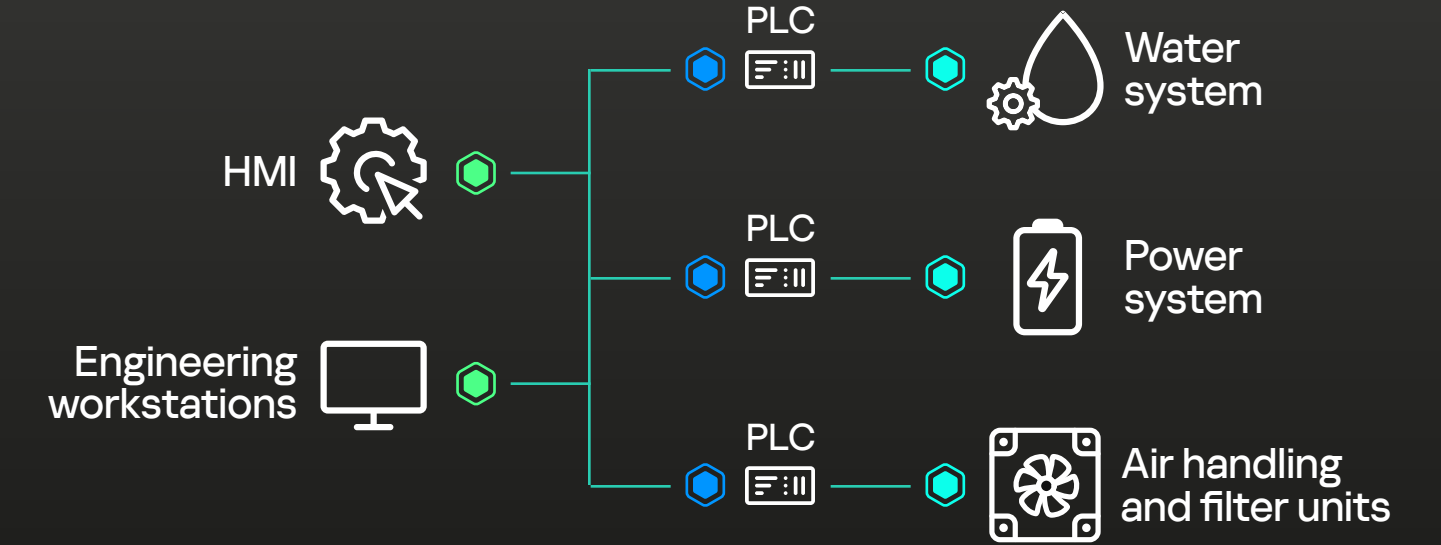 PLC
Water
system
HMI
PLC
Power
system
Engineering
workstations
PLC
Air handling
and filter units